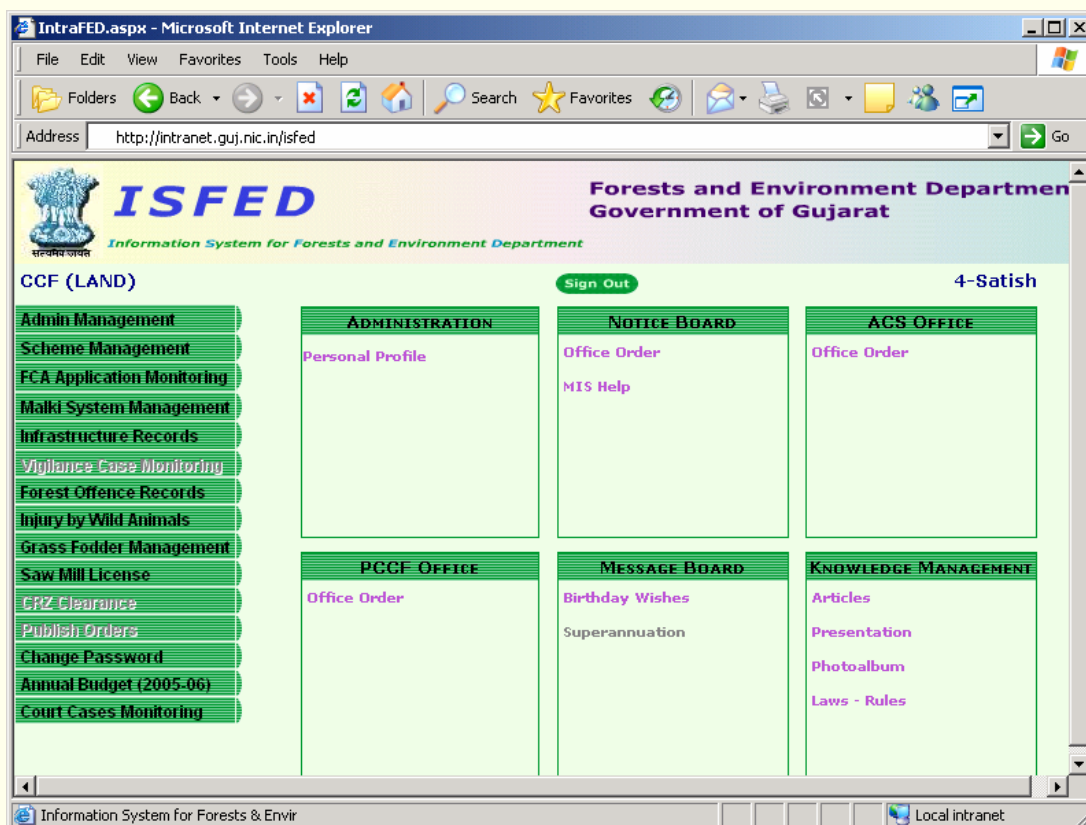 IntraFED.aspx - Microsoft Internet Explorer
File Edit View Favorites Tools Help
Folders Back Search Favorites
Address http://intranet.guj.nic.in/isfed Go
ISFED
Forests and Environment Departmen
Government of Gujarat
सत्यमेव जयते
Information System for Forests and Environment Department
CCF (LAND) Sign Out 4-Satish
Admin Management
Scheme Management
FCA Application Monitoring
Malki System Management
Infrastructure Records
Vigilance Case Monitoring
Forest Offence Records
Injury by Wild Animals
Grass Fodder Management
Saw Mill License
CRZ Clearance
Publish Orders
Change Password
Annual Budget (2005-06)
Court Cases Monitoring
ADMINISTRATION
Personal Profile
NOTICE BOARD
Office Order
MIS Help
ACS OFFICE
Office Order
PCCF OFFICE
Office Order
MESSAGE BOARD
Birthday Wishes
Superannuation
KNOWLEDGE MANAGEMENT
Articles
Presentation
Photoalbum
Laws - Rules
Information System for Forests & Envir Local intranet